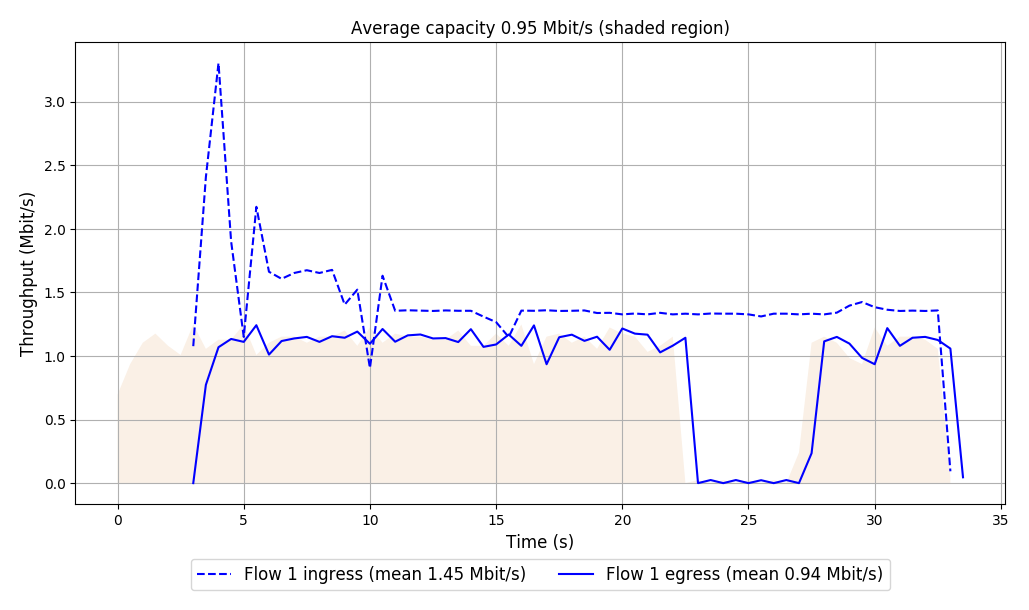 Average capacity 0.95 Mbit/s (shaded region)
Throughput (Mbit/s)
3.0
2.5
2.0
1.5
1.0
0.5
0.0
0 5 10 15 20 25 30 35
Time (s)
Flow 1 ingress (mean 1.45 Mbit/s) Flow 1 egress (mean 0.94 Mbit/s)